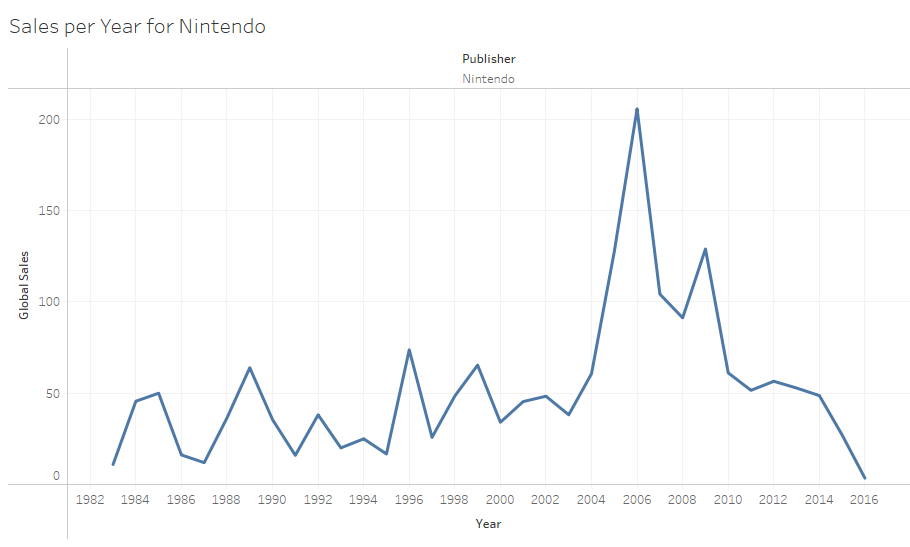 Sales per Year for Nintendo
Publisher
Nintendo
200
150
100
50
0
Global Sales
1982 1984 1986 1988 1990 1992 1994 1996 1998 2000 2002 2004 2006 2008 2010 2012 2014 2016
Year